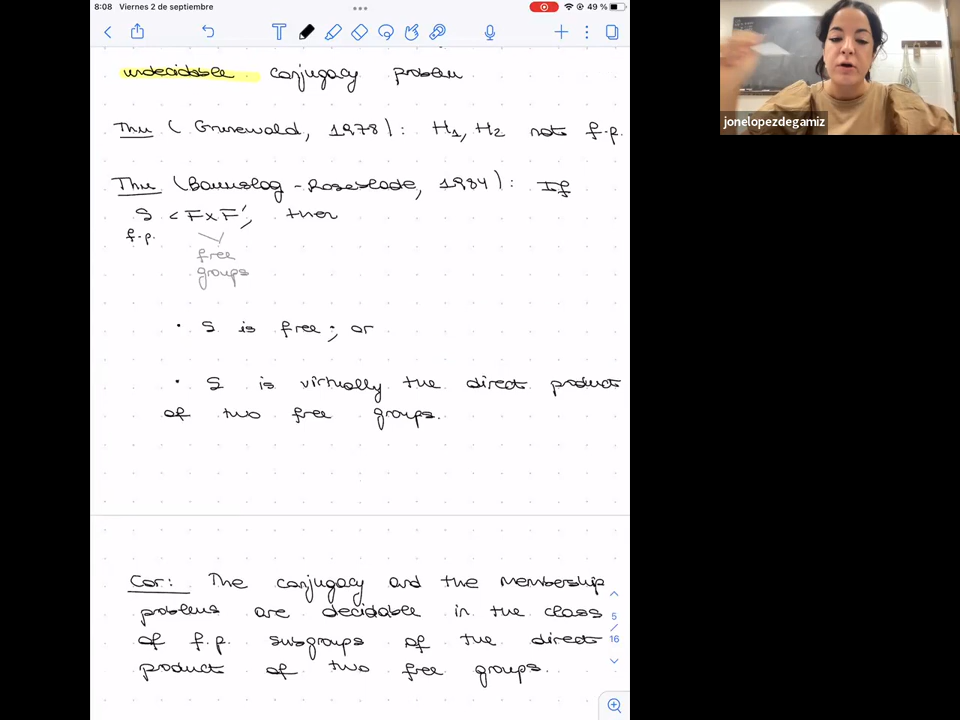 8:08 Viernes 2 de septiembre
49 %
undecidable conjugacy problem
Thm (Grunewald, 1978): H1, H2 not f.p.
Thm (Baumslag - Roseblade, 1984): If
S < F x F', then
f.p.
free
groups
· S is free; or
· S is virtually the direct product
of two free groups.
Cor: The conjugacy and the membership
problems are decidable in the class
of f.p. subgroups of the direct
product of two free groups.
5
/
16
jonelopezdegamiz